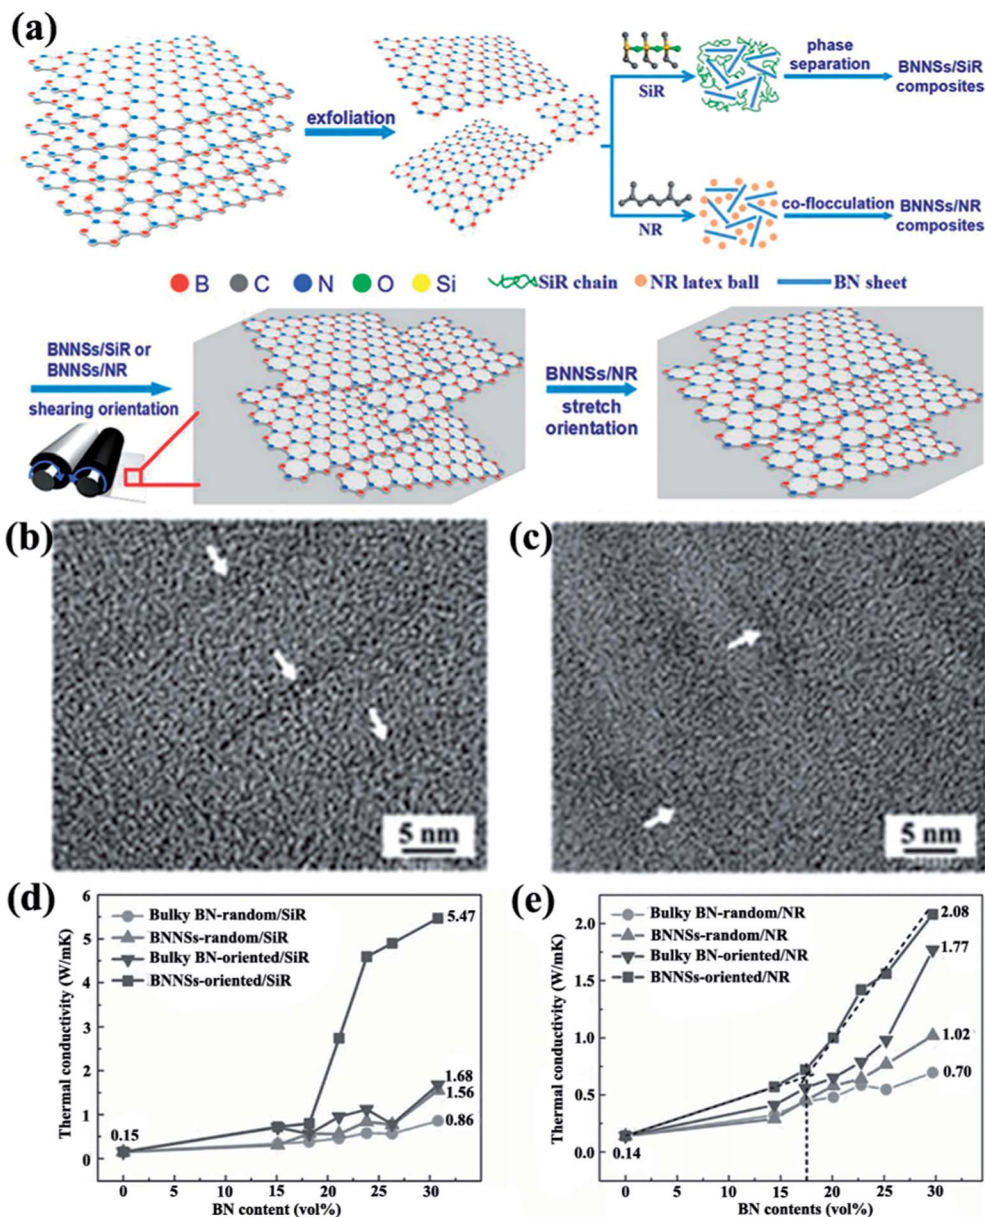 (a)
exfoliation
SiR
phase
separation
BNNSs/SiR
composites
NR
co-flocculation
BNNSs/NR
composites
B C N O Si SiR chain NR latex ball BN sheet
BNNSs/SiR or
BNNSs/NR
shearing orientation
BNNSs/NR
stretch
orientation
(b)
5 nm
(c)
5 nm
(d)
Thermal conductivity (W/mK)
6
5
4
3
2
1
0
Bulky BN-random/SiR
BNNSs-random/SiR
Bulky BN-oriented/SiR
BNNSs-oriented/SiR
5.47
1.68
1.56
0.86
0.15
0 5 10 15 20 25 30
BN content (vol%)
(e)
Thermal conductivity (W/mK)
2.0
1.5
1.0
0.5
0.0
Bulky BN-random/NR
BNNSs-random/NR
Bulky BN-oriented/NR
BNNSs-oriented/NR
2.08
1.77
1.02
0.70
0.14
0 5 10 15 20 25 30
BN contents (vol%)